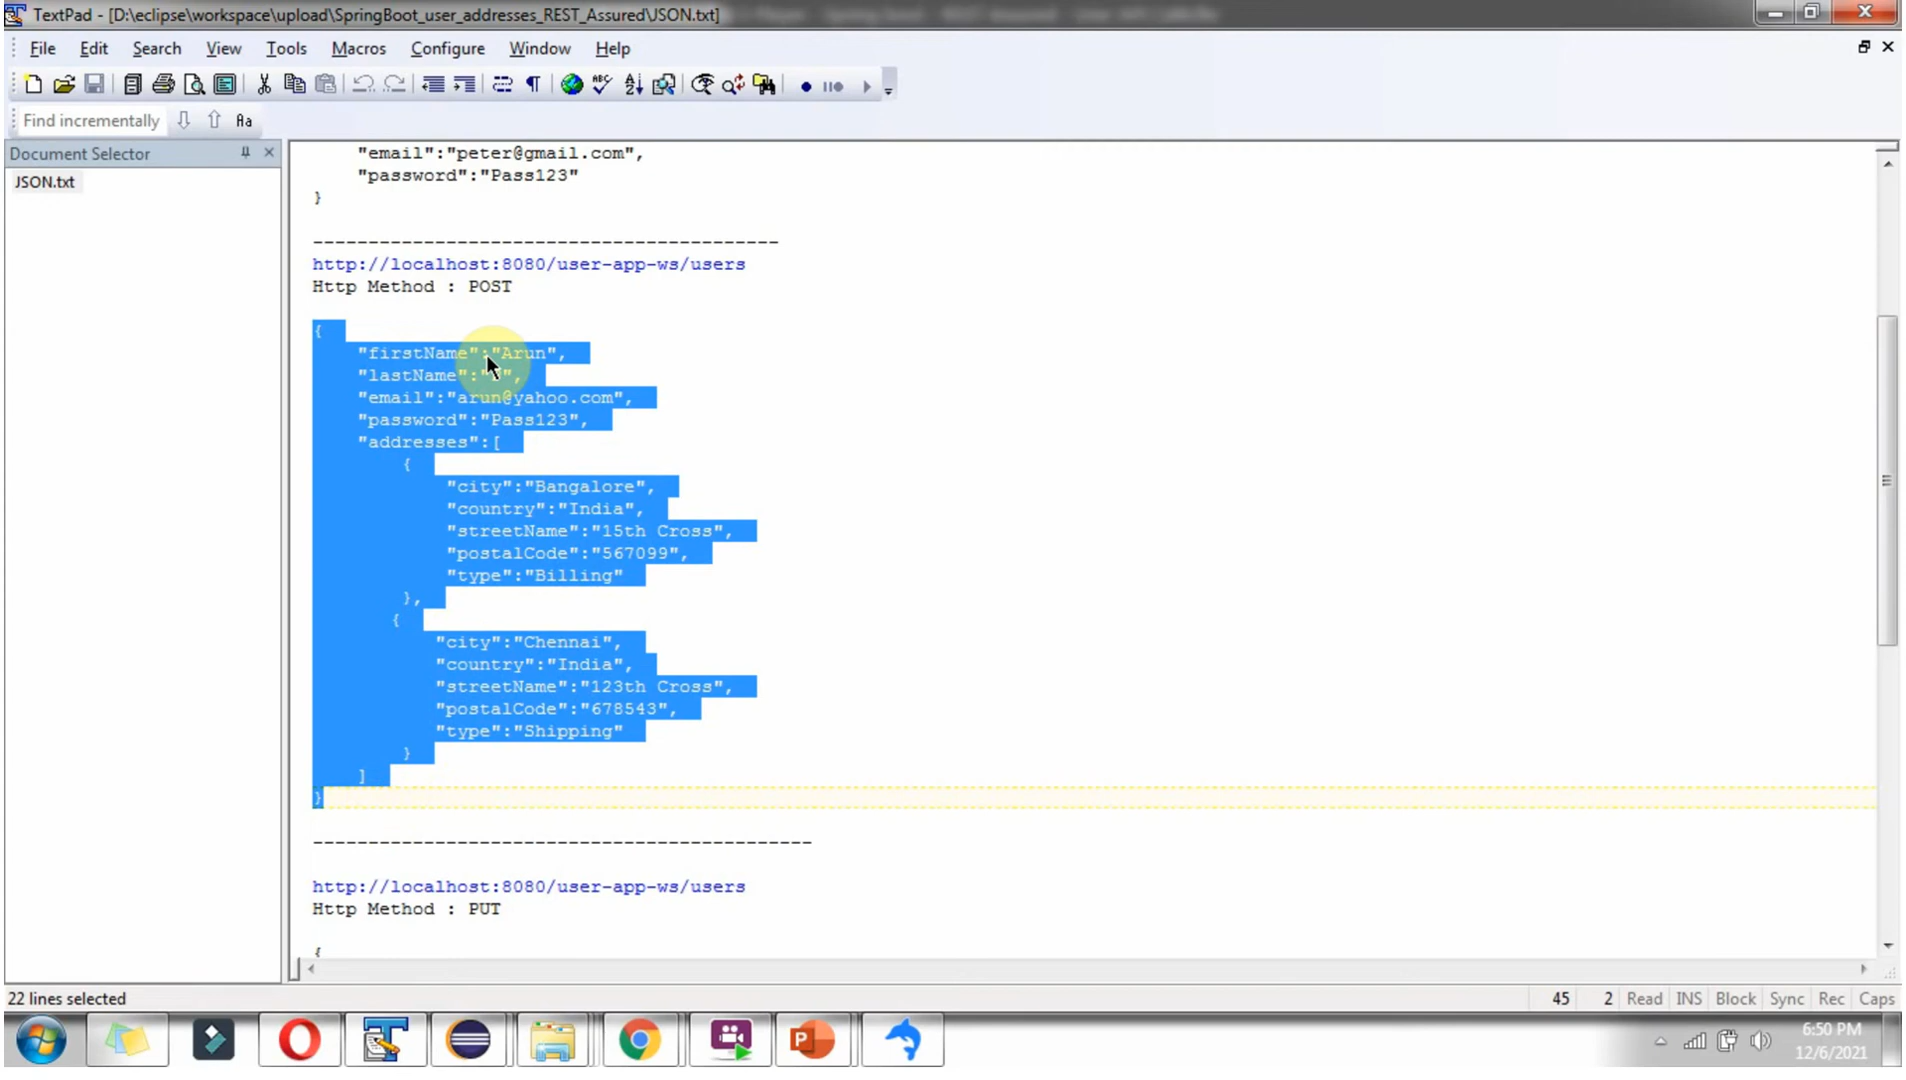 TextPad - [D:\eclipse\workspace\upload\SpringBoot_user_addresses_REST_Assured\JSON.txt]
File Edit Search View Tools Macros Configure Window Help
Find incrementally
Document Selector
JSON.txt
"email":"peter@gmail.com",
"password":"Pass123"
}
------------------------------------------
http://localhost:8080/user-app-ws/users
Http Method : POST
{
"firstName":"Arun",
"lastName":
"email":"arun@yahoo.com",
"password":"Pass123",
"addresses":[
{
"city":"Bangalore",
"country":"India",
"streetName":"15th Cross",
"postalCode":"567099",
"type":"Billing"
},
{
"city":"Chennai",
"country":"India",
"streetName":"123th Cross",
"postalCode":"678543",
"type":"Shipping"
}
]
}
---------------------------------------------
http://localhost:8080/user-app-ws/users
Http Method : PUT
{
22 lines selected
45 2 Read INS Block Sync Rec Caps
6:50 PM
12/6/2021